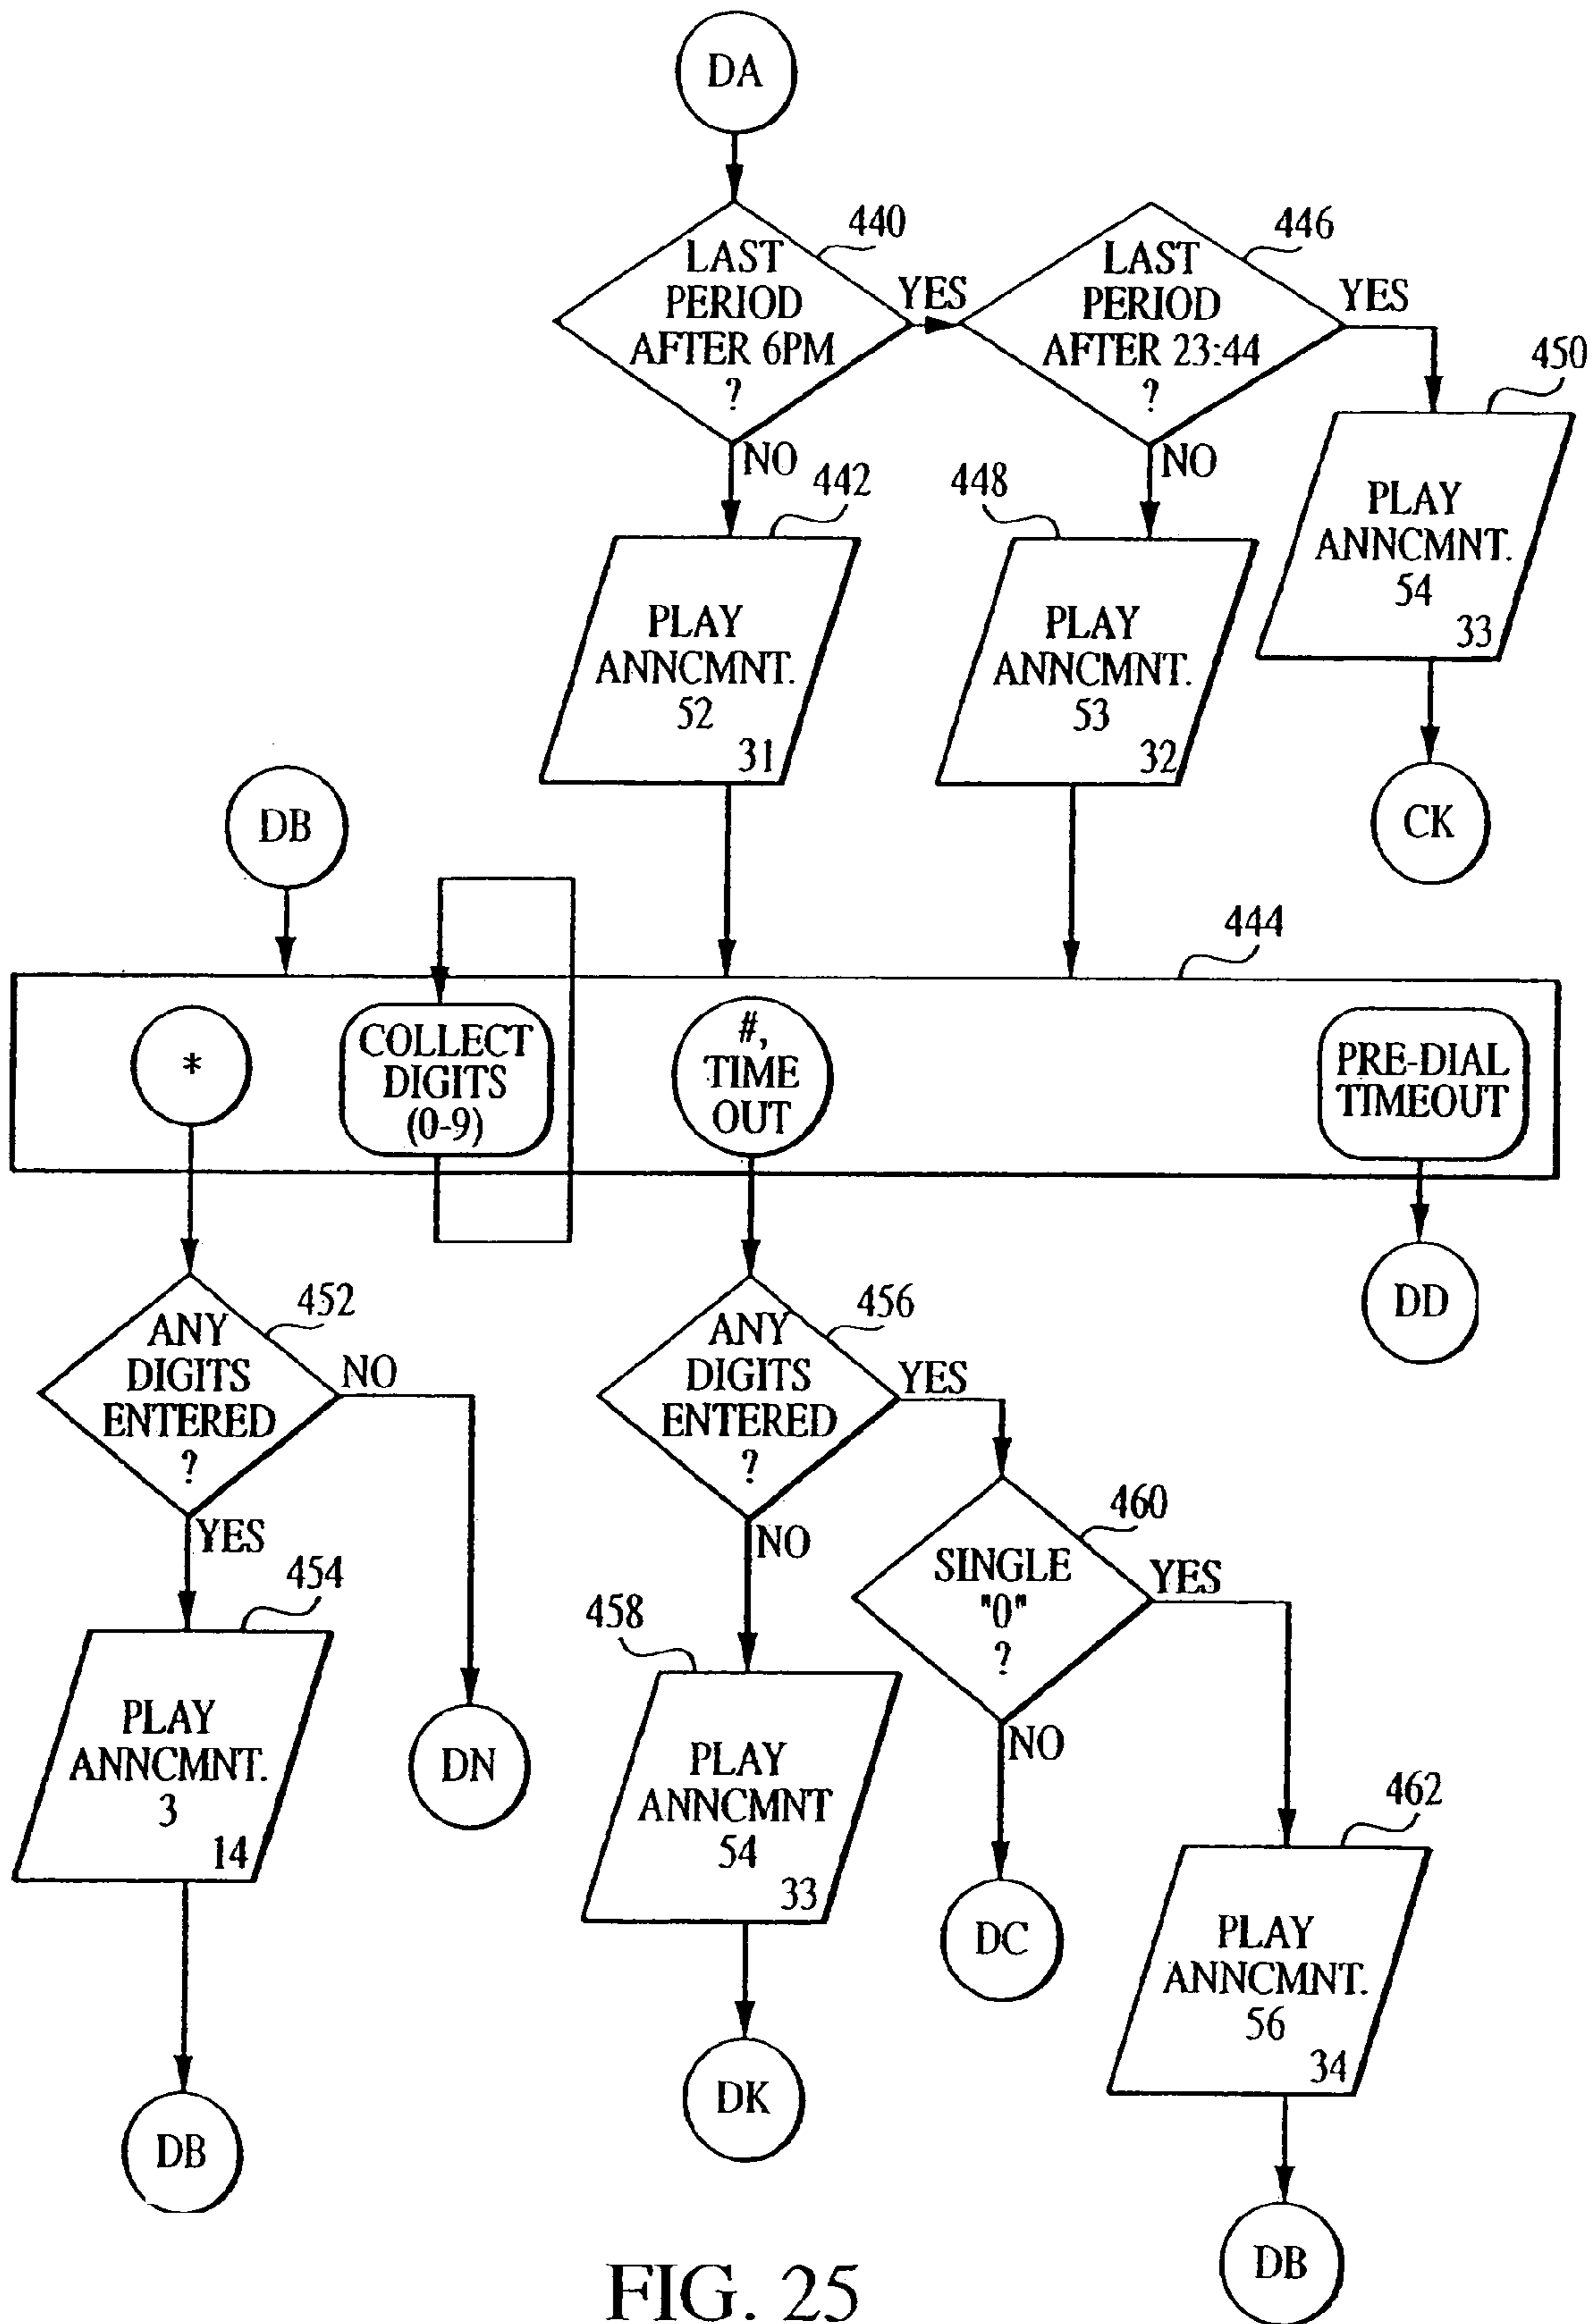 DA
440
LAST
PERIOD
AFTER 6PM
?
YES
NO
446
LAST
PERIOD
AFTER 23:44
?
YES
NO
450
PLAY
ANNCMNT.
54
33
CK
442
PLAY
ANNCMNT.
52
31
448
PLAY
ANNCMNT.
53
32
DB
444
*
COLLECT
DIGITS
(0-9)
#,
TIME
OUT
PRE-DIAL
TIMEOUT
DD
452
ANY
DIGITS
ENTERED
?
NO
YES
DN
454
PLAY
ANNCMNT.
3
14
DB
456
ANY
DIGITS
ENTERED
?
YES
NO
458
PLAY
ANNCMNT
54
33
DK
460
SINGLE
"0"
?
YES
NO
DC
462
PLAY
ANNCMNT.
56
34
DB
FIG. 25